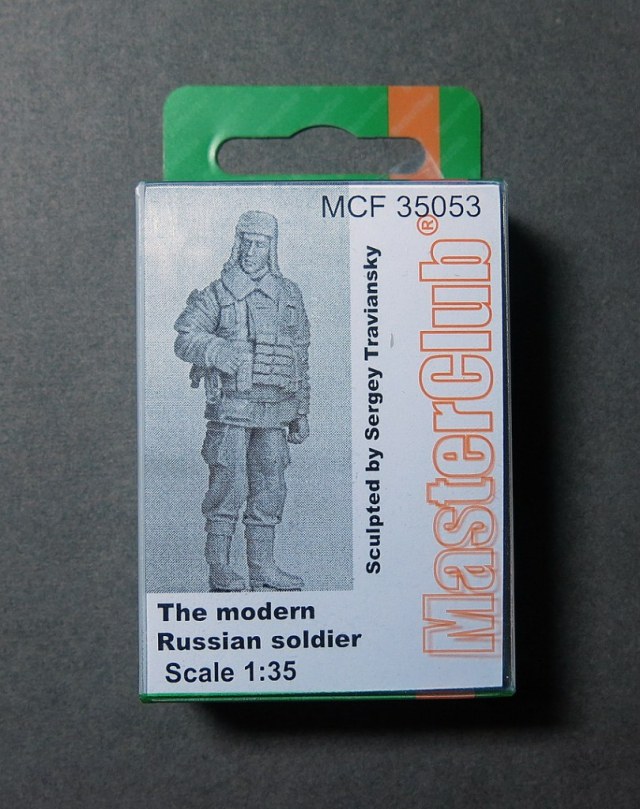 MCF 35053
MasterClub®
Sculpted by Sergey Traviansky
The modern
Russian soldier
Scale 1:35